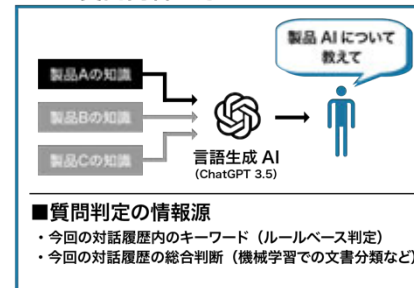 製品 AI について
教えて
製品Aの知識
製品Bの知識
製品Cの知識
言語生成 AI
(ChatGPT 3.5)
■質問判定の情報源
・今回の対話履歴内のキーワード（ルールベース判定）
・今回の対話履歴の総合判断（機械学習での文書分類など）